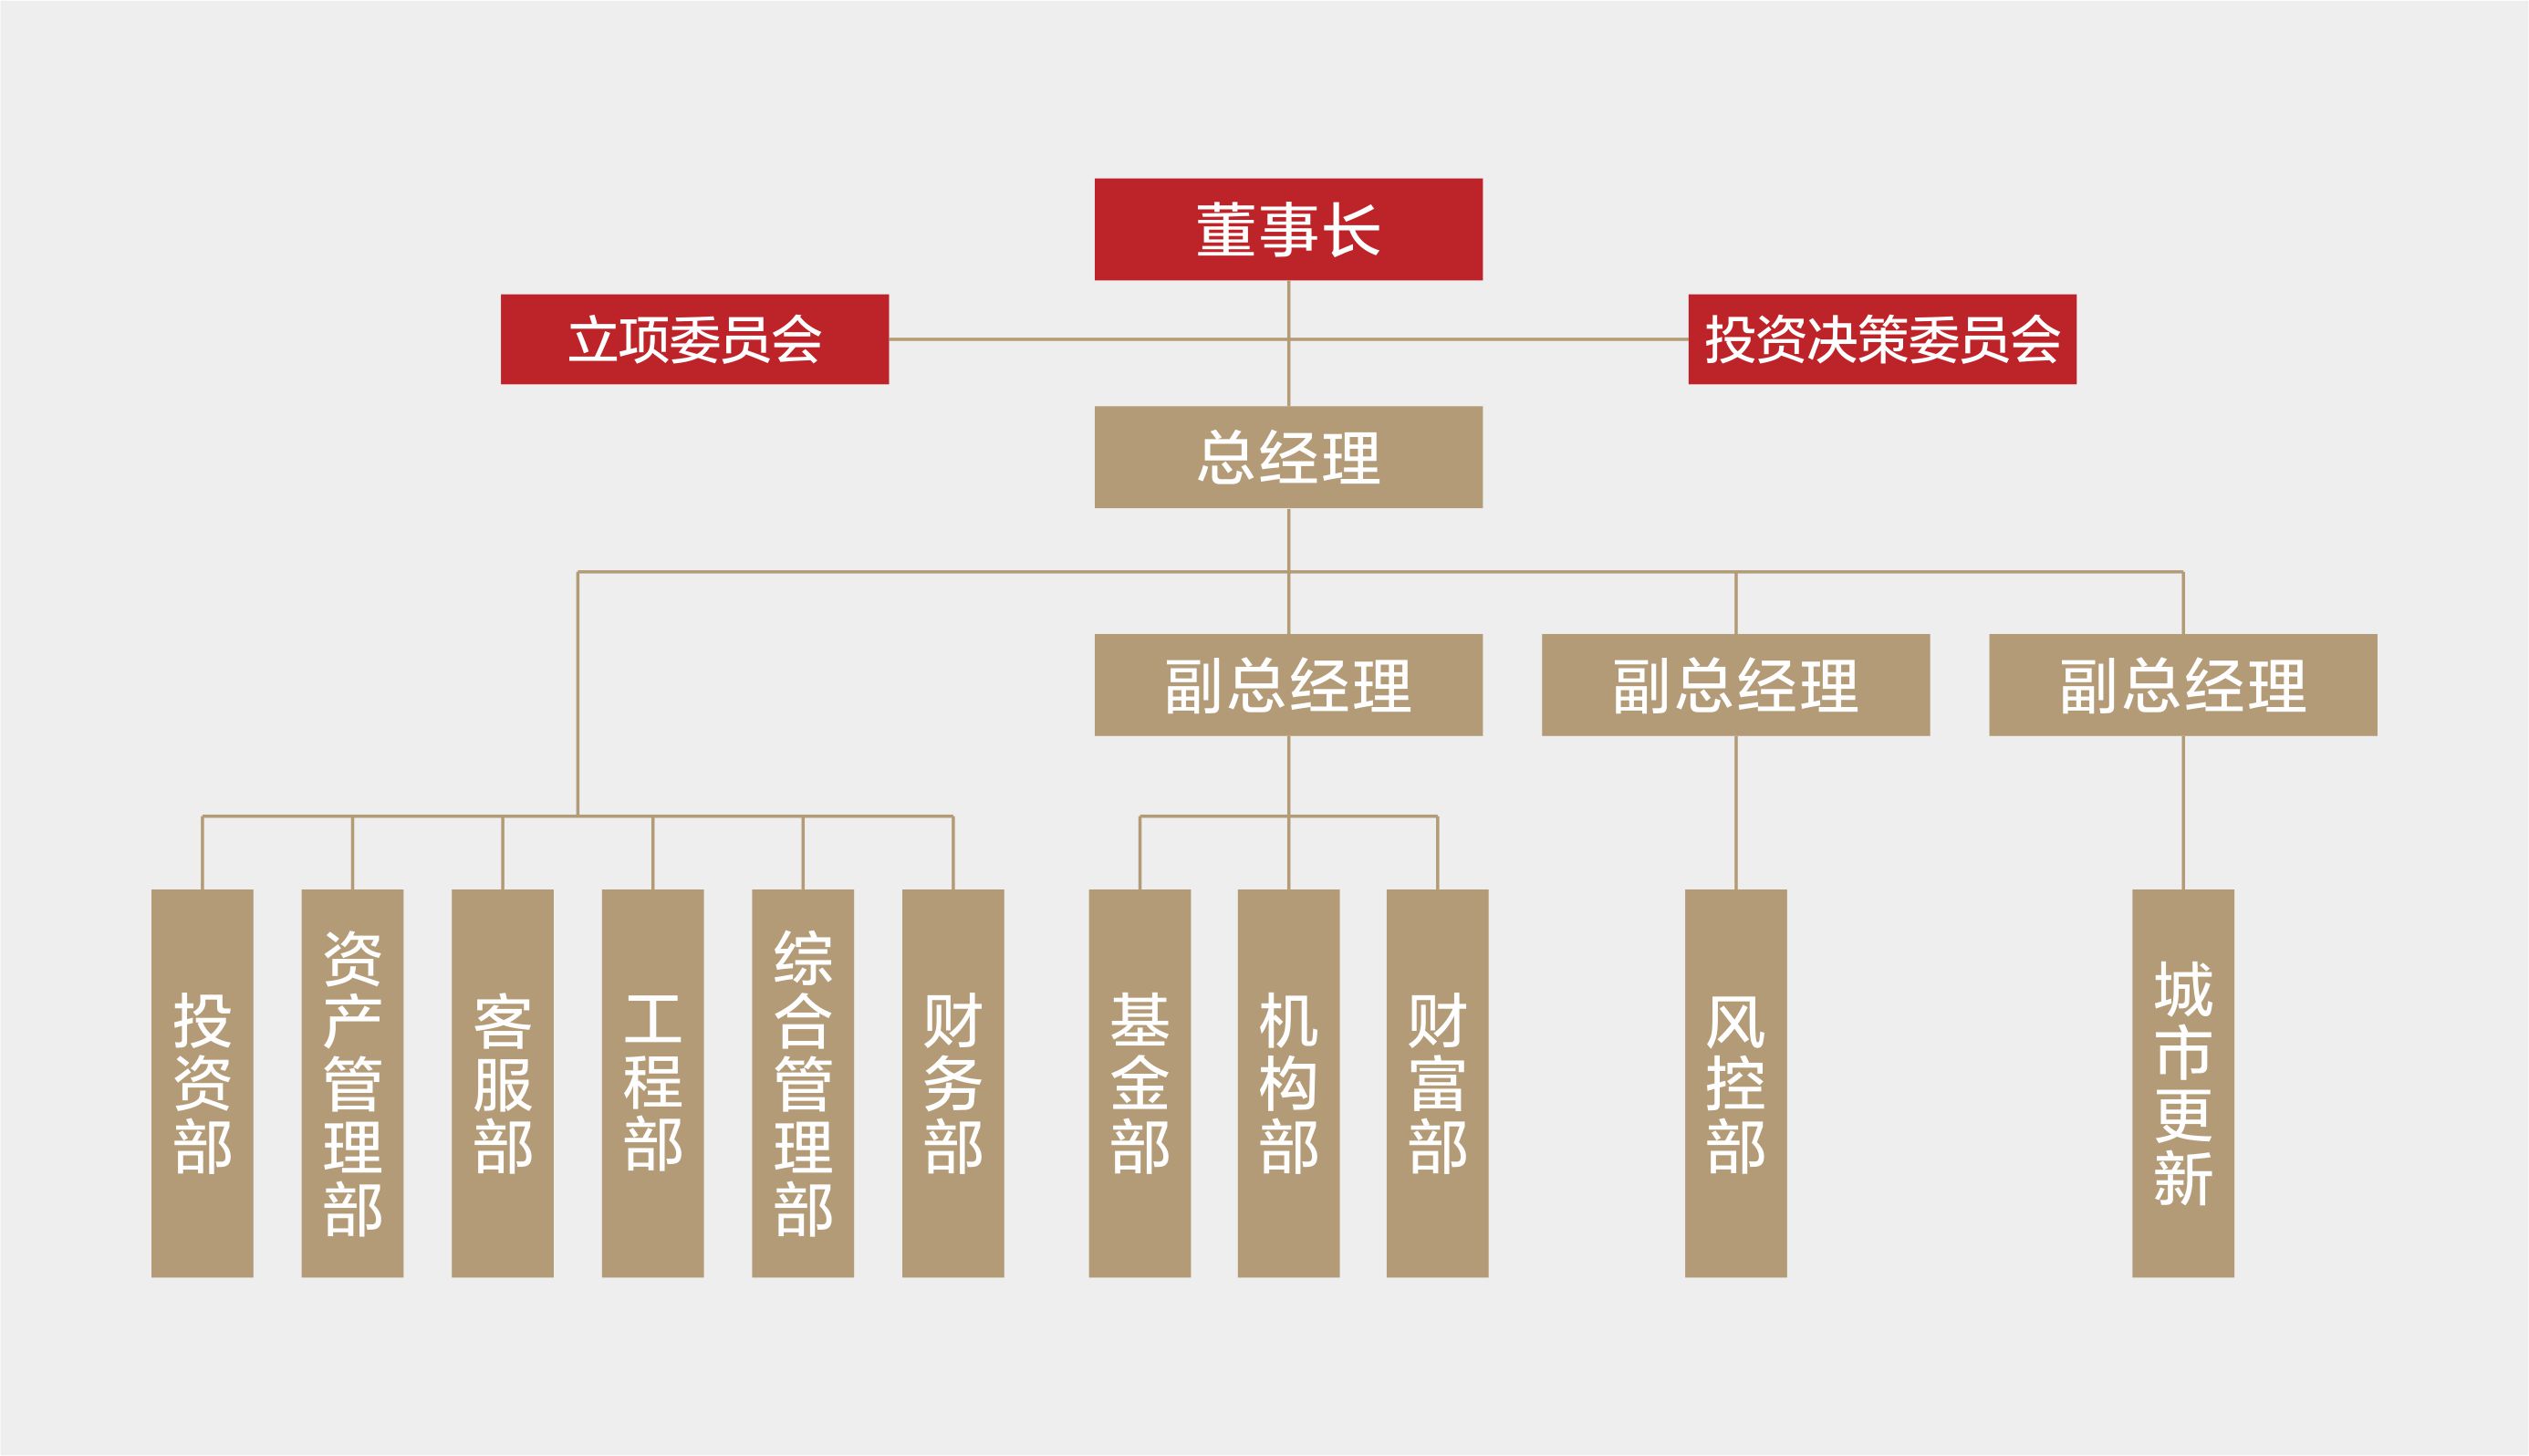 董事长
立项委员会
投资决策委员会
总经理
副总经理
副总经理
副总经理
投资部
资产管理部
客服部
工程部
综合管理部
财务部
基金部
机构部
财富部
风控部
城市更新